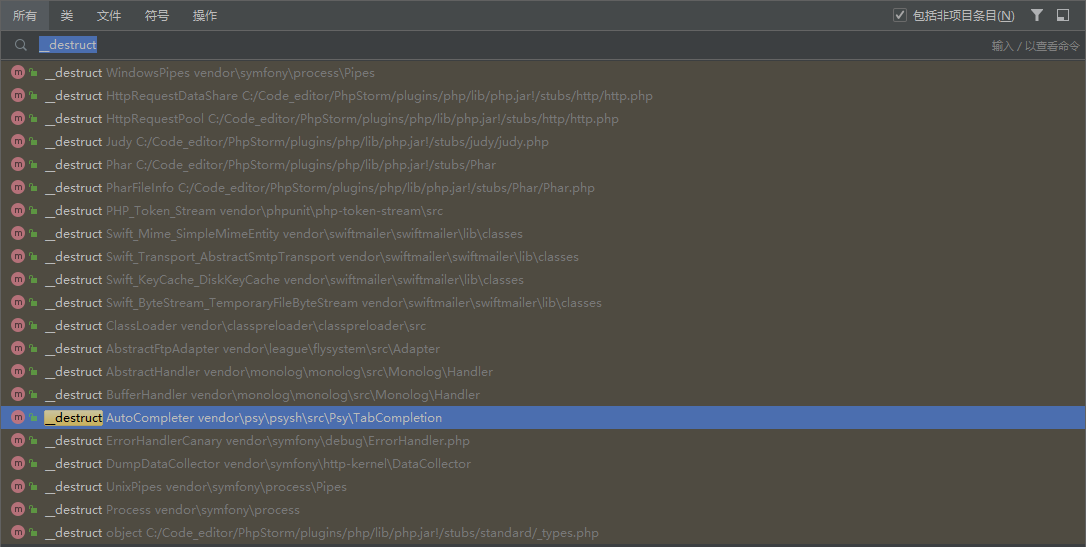 所有 类 文件 符号 操作 包括非项目条目(N)
__destruct 输入 / 以查看命令
__destruct WindowsPipes vendor\symfony\process\Pipes
__destruct HttpRequestDataShare C:/Code_editor/PhpStorm/plugins/php/lib/php.jar!/stubs/http/http.php
__destruct HttpRequestPool C:/Code_editor/PhpStorm/plugins/php/lib/php.jar!/stubs/http/http.php
__destruct Judy C:/Code_editor/PhpStorm/plugins/php/lib/php.jar!/stubs/judy/judy.php
__destruct Phar C:/Code_editor/PhpStorm/plugins/php/lib/php.jar!/stubs/Phar
__destruct PharFileInfo C:/Code_editor/PhpStorm/plugins/php/lib/php.jar!/stubs/Phar/Phar.php
__destruct PHP_Token_Stream vendor\phpunit\php-token-stream\src
__destruct Swift_Mime_SimpleMimeEntity vendor\swiftmailer\swiftmailer\lib\classes
__destruct Swift_Transport_AbstractSmtpTransport vendor\swiftmailer\swiftmailer\lib\classes
__destruct Swift_KeyCache_DiskKeyCache vendor\swiftmailer\swiftmailer\lib\classes
__destruct Swift_ByteStream_TemporaryFileByteStream vendor\swiftmailer\swiftmailer\lib\classes
__destruct ClassLoader vendor\classpreloader\classpreloader\src
__destruct AbstractFtpAdapter vendor\league\flysystem\src\Adapter
__destruct AbstractHandler vendor\monolog\monolog\src\Monolog\Handler
__destruct BufferHandler vendor\monolog\monolog\src\Monolog\Handler
__destruct AutoCompleter vendor\psy\psysh\src\Psy\TabCompletion
__destruct ErrorHandlerCanary vendor\symfony\debug\ErrorHandler.php
__destruct DumpDataCollector vendor\symfony\http-kernel\DataCollector
__destruct UnixPipes vendor\symfony\process\Pipes
__destruct Process vendor\symfony\process
__destruct object C:/Code_editor/PhpStorm/plugins/php/lib/php.jar!/stubs/standard/_types.php